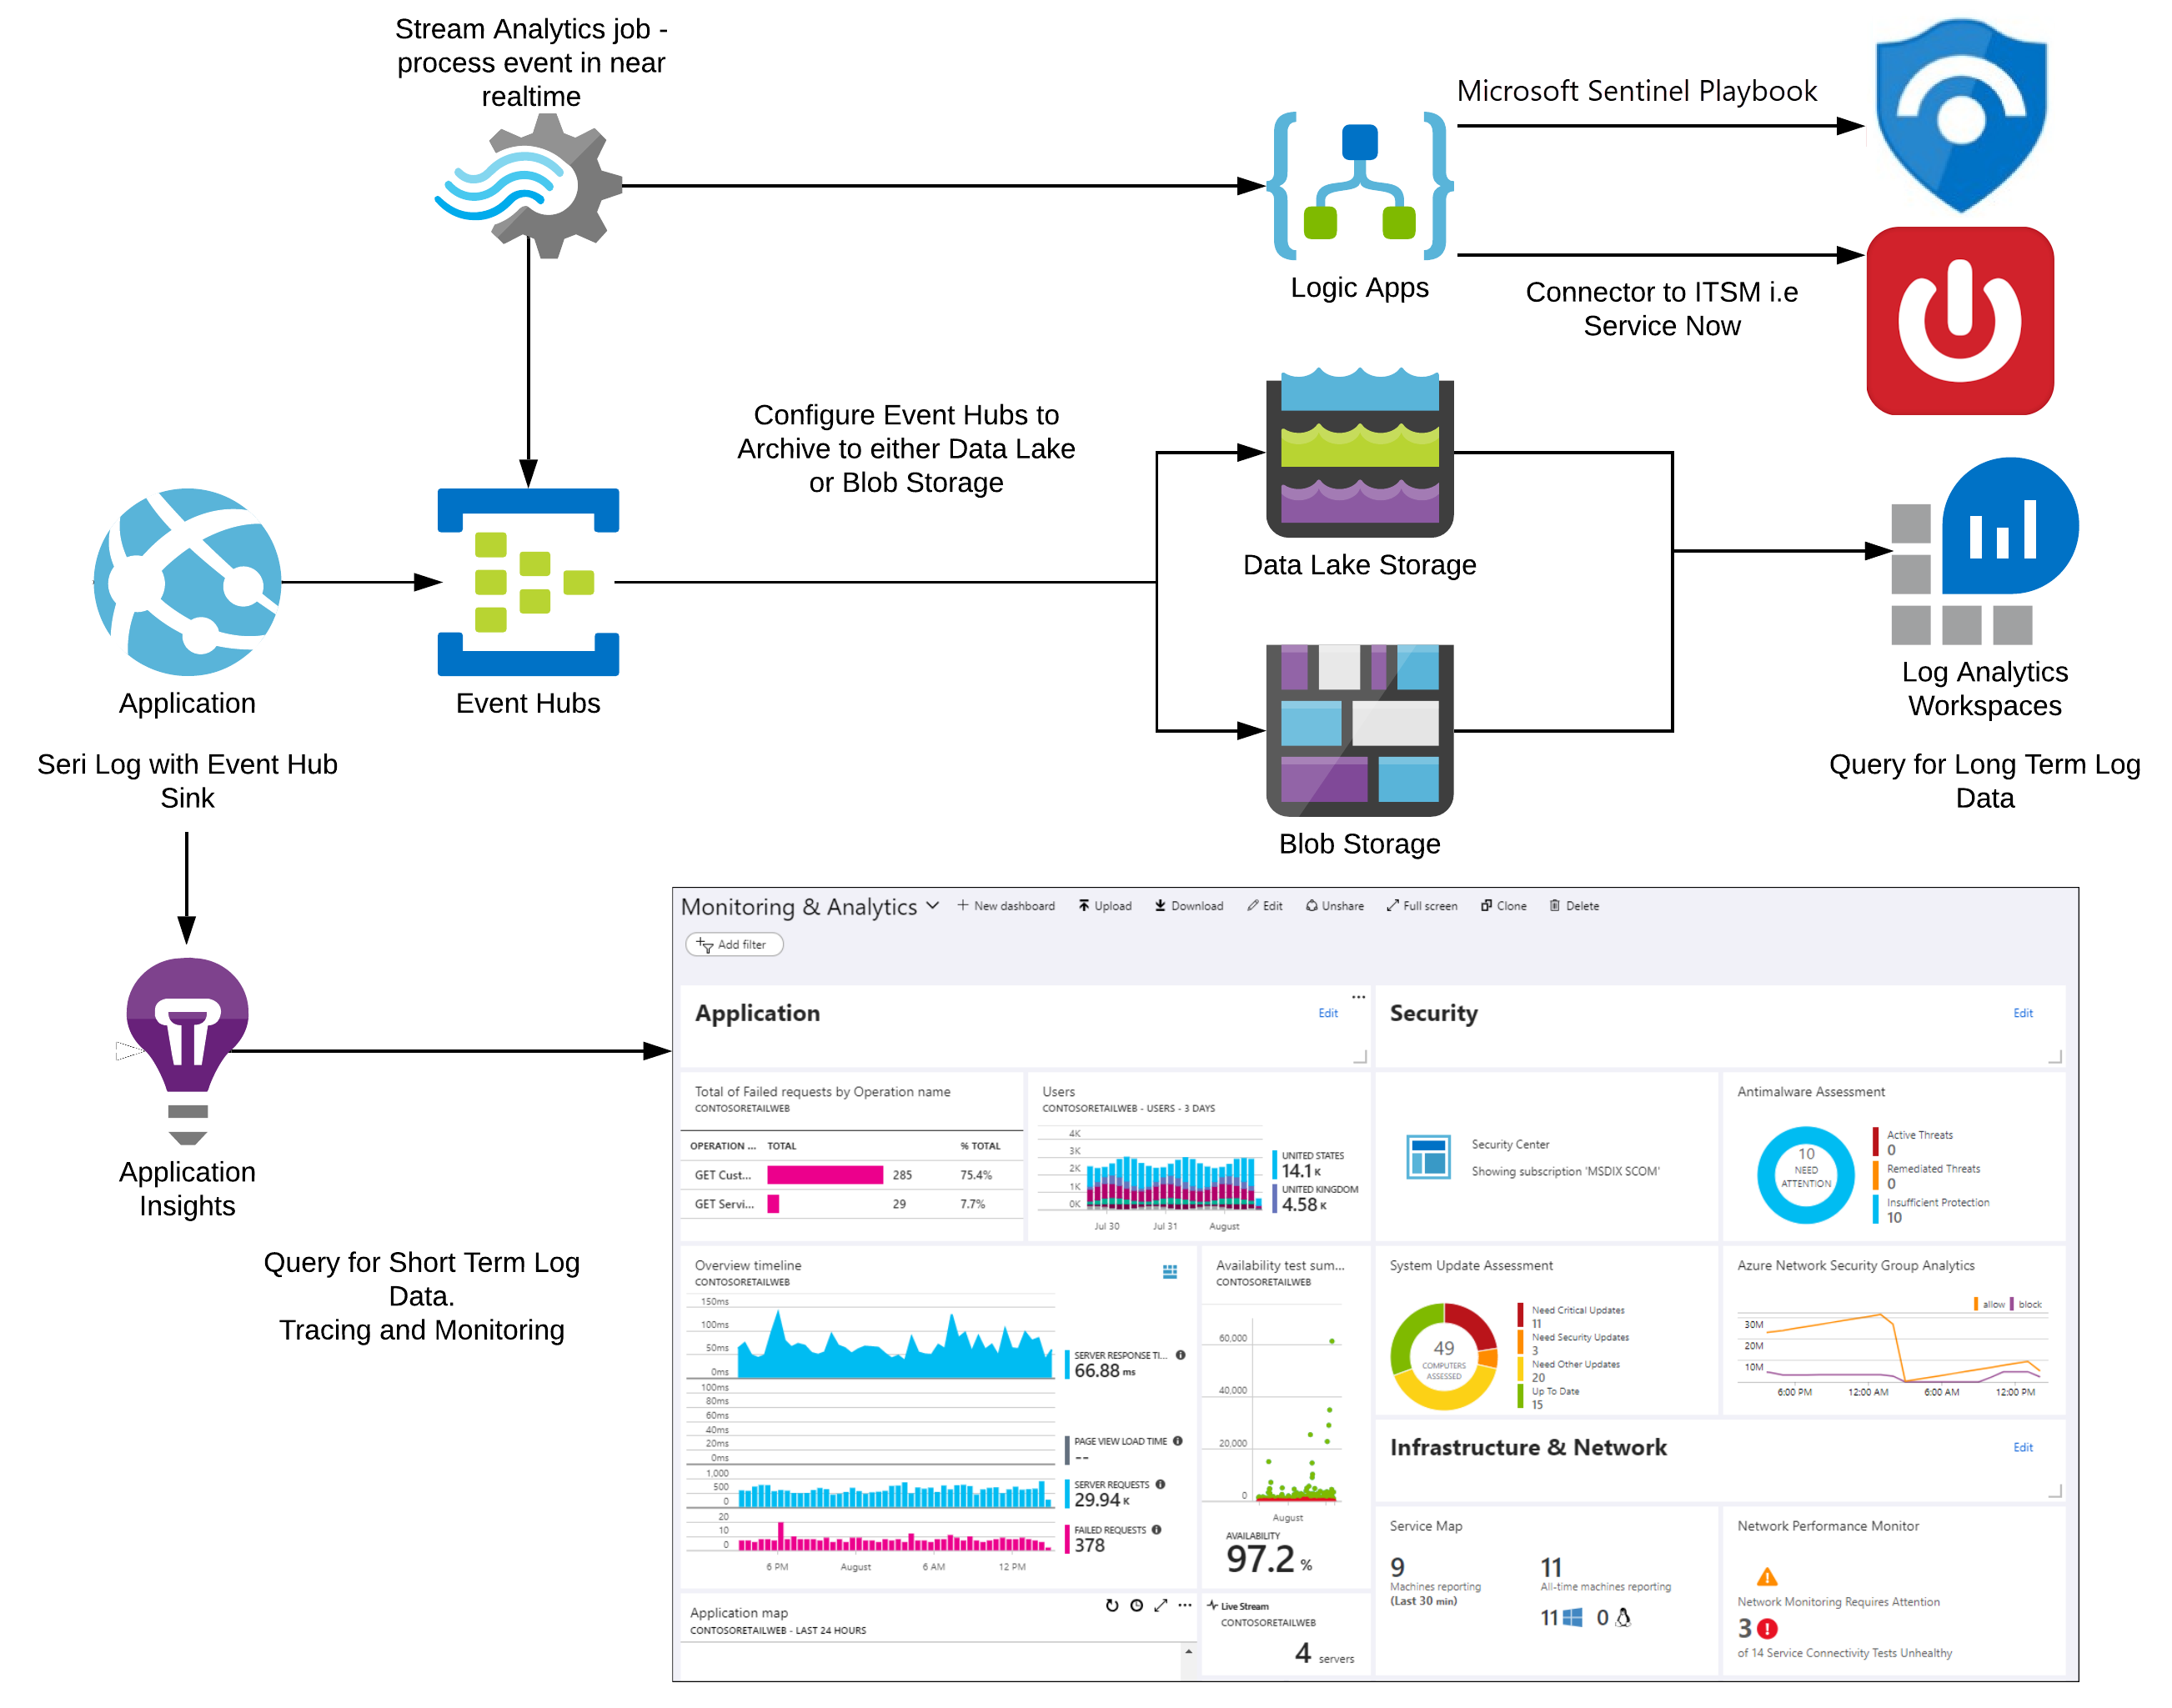 Stream Analytics job -
process event in near
realtime
Microsoft Sentinel Playbook
Logic Apps
Connector to ITSM i.e
Service Now
Configure Event Hubs to
Archive to either Data Lake
or Blob Storage
Data Lake Storage
Application
Event Hubs
Log Analytics
Workspaces
Seri Log with Event Hub
Sink
Query for Long Term Log
Data
Blob Storage
Application
Insights
Query for Short Term Log
Data.
Tracing and Monitoring
Monitoring & Analytics
New dashboard
Upload
Download
Edit
Unshare
Full screen
Clone
Delete
Add filter
Application
Edit
Total of Failed requests by Operation name
CONTOSORETAILWEB
OPERATION ... TOTAL % TOTAL
GET Cust... 285 75.4%
GET Servi... 29 7.7%
Users
CONTOSORETAILWEB - USERS - 3 DAYS
4K
3K
2K
1K
0K
Jul 30 Jul 31 August
UNITED STATES
14.1 K
UNITED KINGDOM
4.58 K
Overview timeline
CONTOSORETAILWEB
150ms
100ms
50ms
0ms
SERVER RESPONSE TI...
66.88 ms
100ms
80ms
60ms
40ms
20ms
0ms
PAGE VIEW LOAD TIME
--
1,000
500
0
SERVER REQUESTS
29.94 K
20
10
0
FAILED REQUESTS
378
6 PM August 6 AM 12 PM
Availability test sum...
CONTOSORETAILWEB
60,000
40,000
20,000
0
August
AVAILABILITY
97.2 %
Application map
CONTOSORETAILWEB - LAST 24 HOURS
Live Stream
CONTOSORETAILWEB
4 servers
Security
Edit
Security Center
Showing subscription 'MSDIX SCOM'
Antimalware Assessment
10
NEED
ATTENTION
Active Threats
0
Remediated Threats
0
Insufficient Protection
10
System Update Assessment
49
COMPUTERS
ASSESSED
Need Critical Updates
11
Need Security Updates
3
Need Other Updates
20
Up To Date
15
Azure Network Security Group Analytics
allow block
30M
20M
10M
6:00 PM 12:00 AM 6:00 AM 12:00 PM
Infrastructure & Network
Edit
Service Map
9
Machines reporting
(Last 30 min)
11
All-time machines reporting
11 0
Network Performance Monitor
Network Monitoring Requires Attention
3
of 14 Service Connectivity Tests Unhealthy